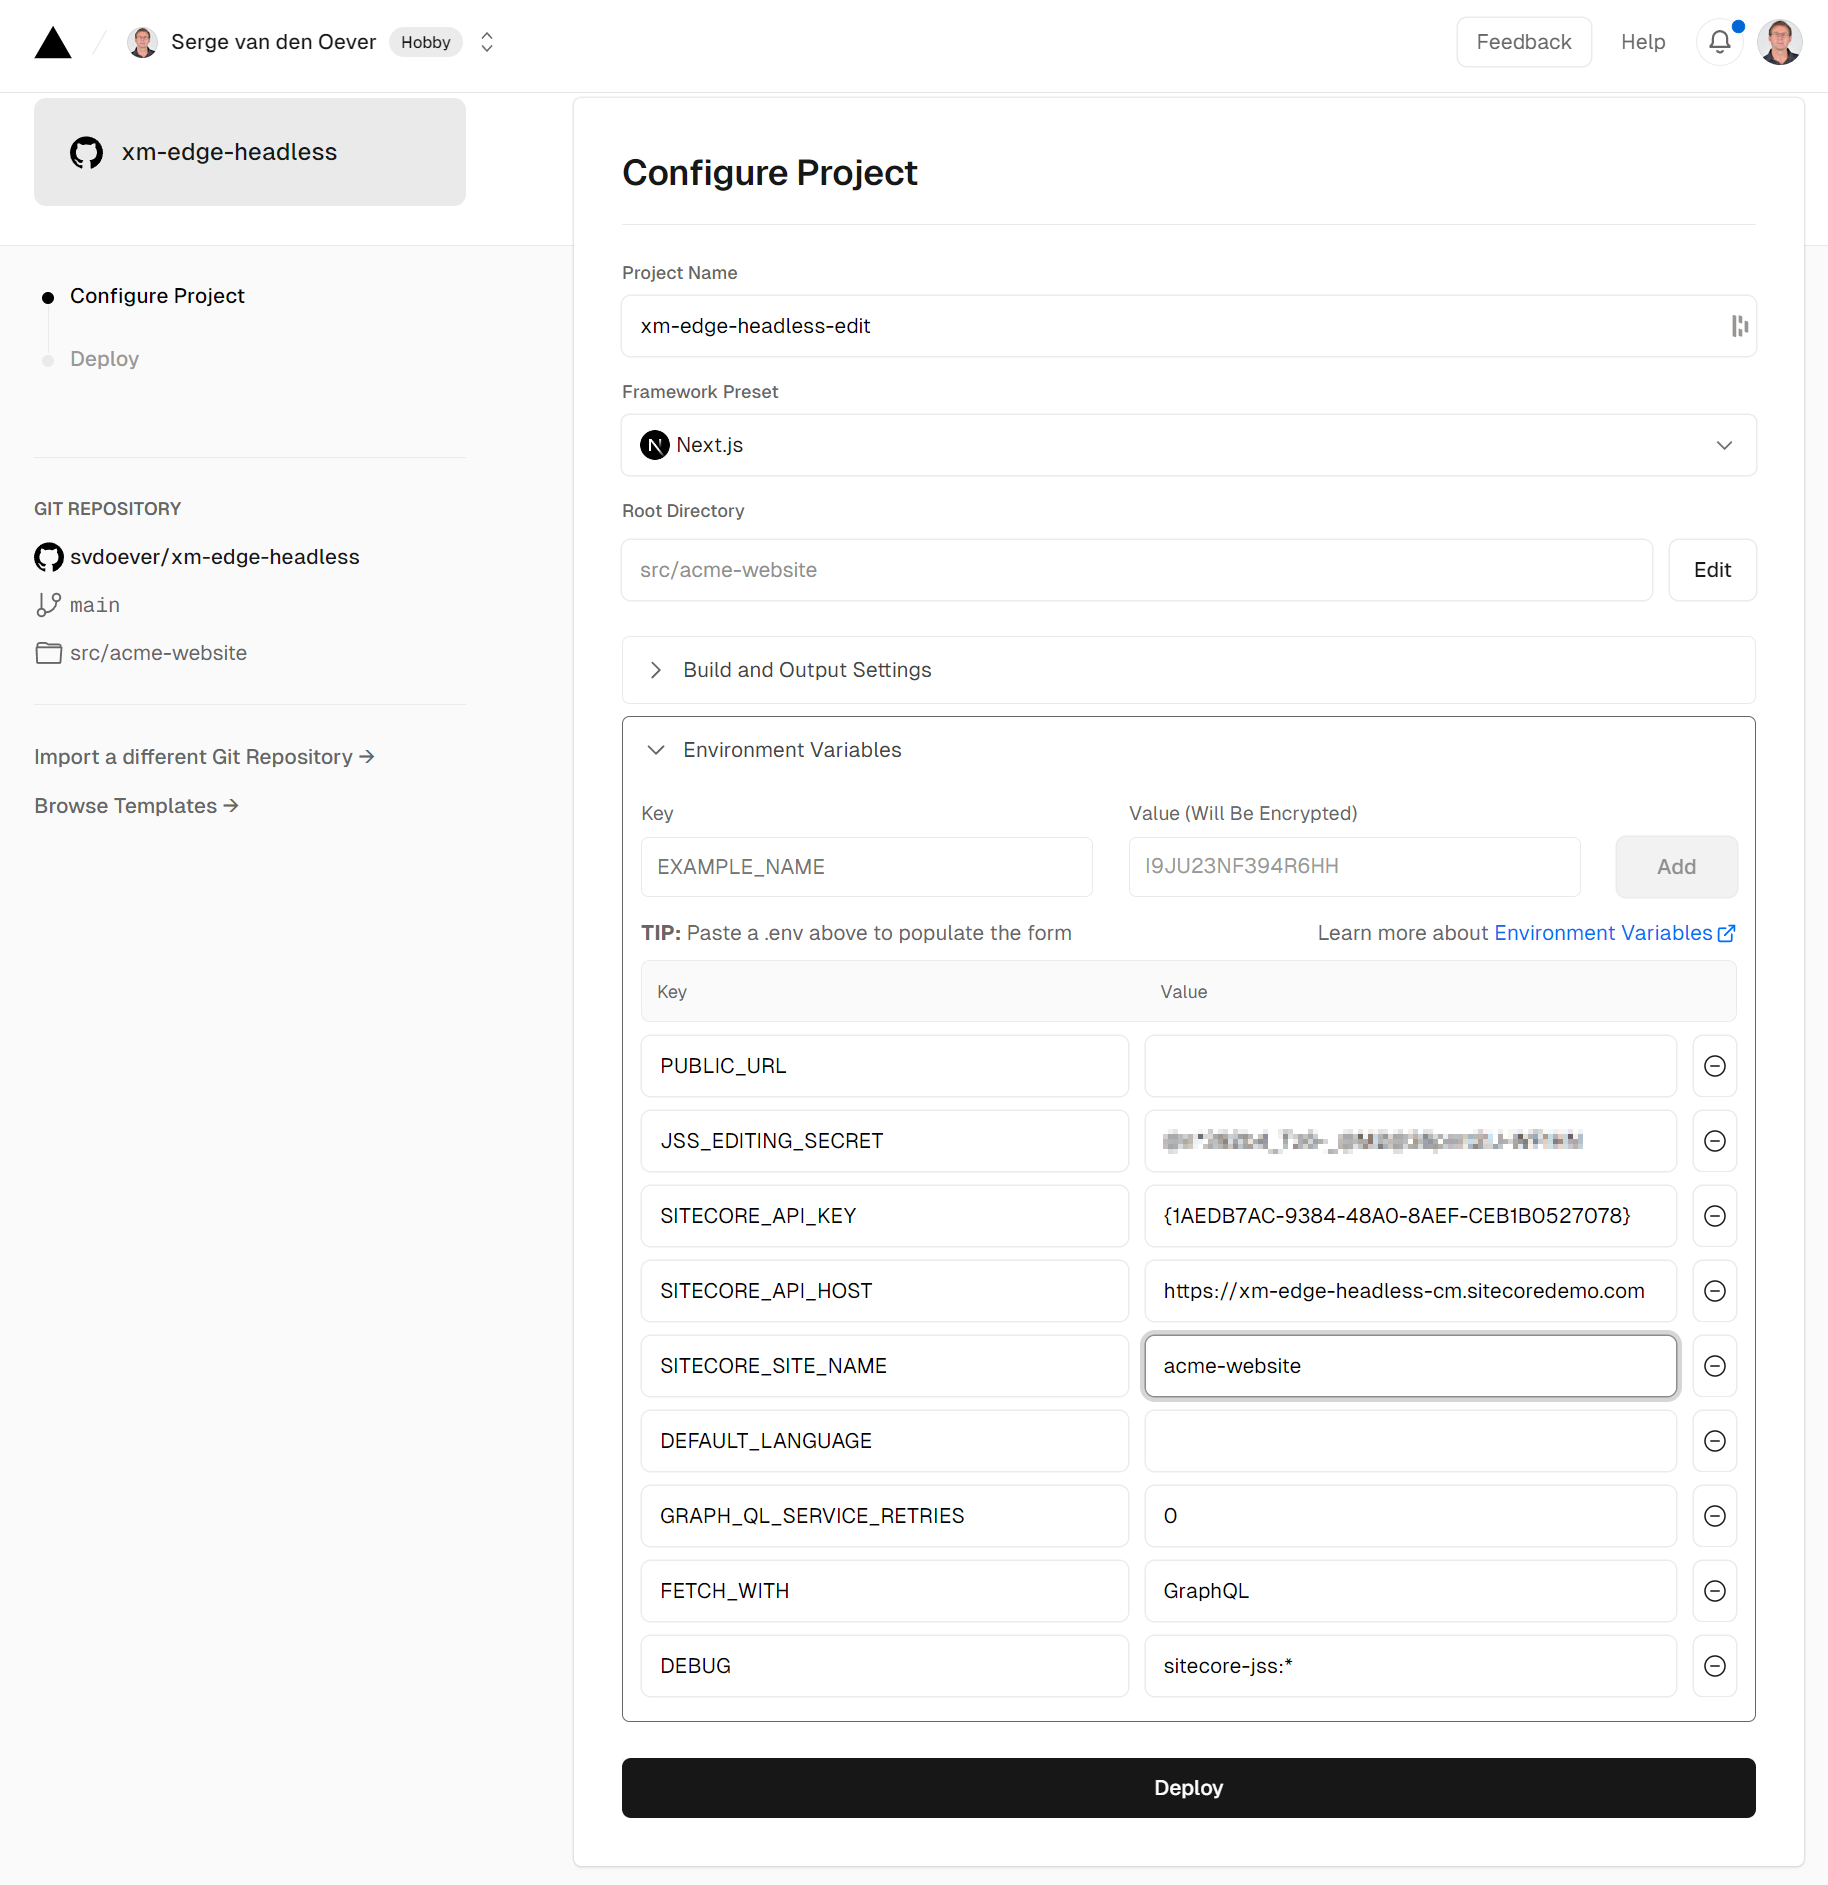 Serge van den Oever Hobby
Feedback Help
xm-edge-headless
Configure Project
Deploy
GIT REPOSITORY
svdoever/xm-edge-headless
main
src/acme-website
Import a different Git Repository →
Browse Templates →
Configure Project
Project Name
xm-edge-headless-edit
Framework Preset
N Next.js
Root Directory
src/acme-website Edit
Build and Output Settings
Environment Variables
Key Value (Will Be Encrypted)
EXAMPLE_NAME I9JU23NF394R6HH Add
TIP: Paste a .env above to populate the form Learn more about Environment Variables
Key Value
PUBLIC_URL
JSS_EDITING_SECRET
SITECORE_API_KEY {1AEDB7AC-9384-48A0-8AEF-CEB1B0527078}
SITECORE_API_HOST https://xm-edge-headless-cm.sitecoredemo.com
SITECORE_SITE_NAME acme-website
DEFAULT_LANGUAGE
GRAPH_QL_SERVICE_RETRIES 0
FETCH_WITH GraphQL
DEBUG sitecore-jss:*
Deploy